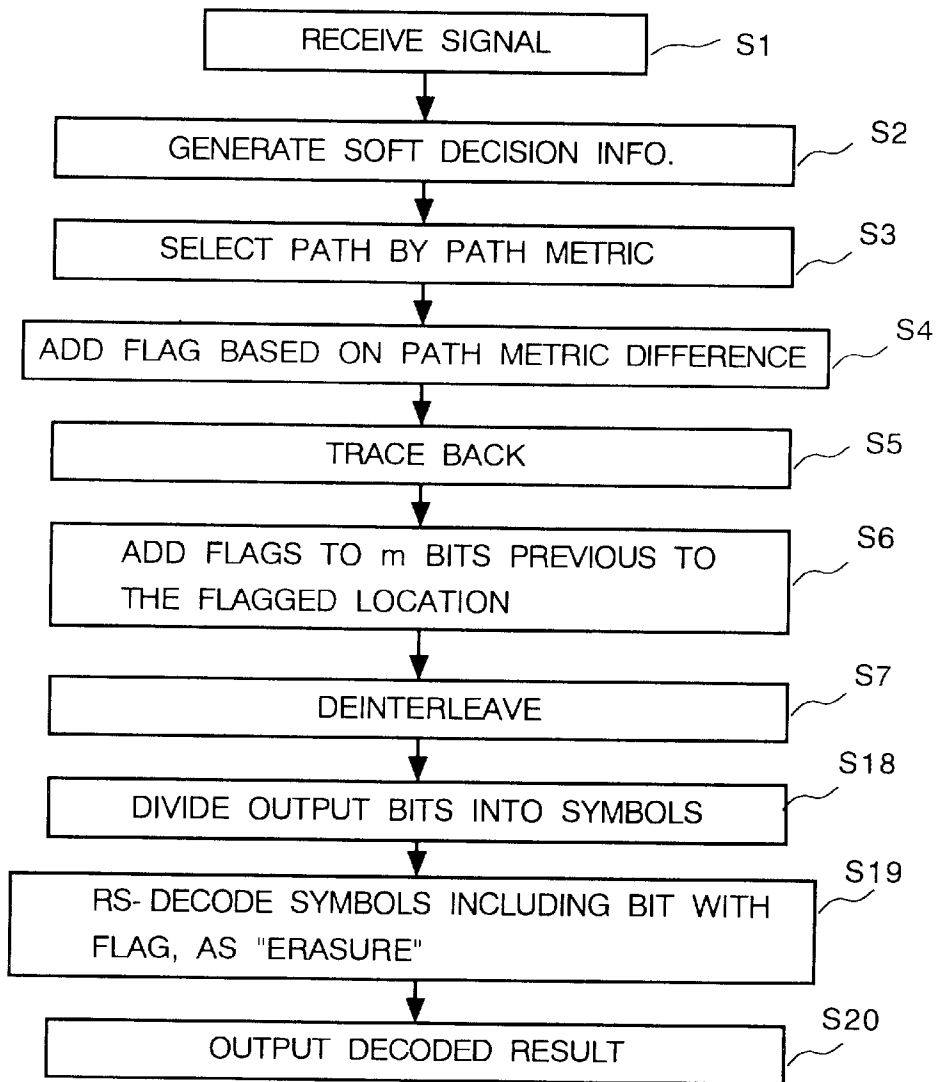 RECEIVE SIGNAL
S1
GENERATE SOFT DECISION INFO.
S2
SELECT PATH BY PATH METRIC
S3
ADD FLAG BASED ON PATH METRIC DIFFERENCE
S4
TRACE BACK
S5
ADD FLAGS TO m BITS PREVIOUS TO
THE FLAGGED LOCATION
S6
DEINTERLEAVE
S7
DIVIDE OUTPUT BITS INTO SYMBOLS
S18
RS-DECODE SYMBOLS INCLUDING BIT WITH
FLAG, AS "ERASURE"
S19
OUTPUT DECODED RESULT
S20